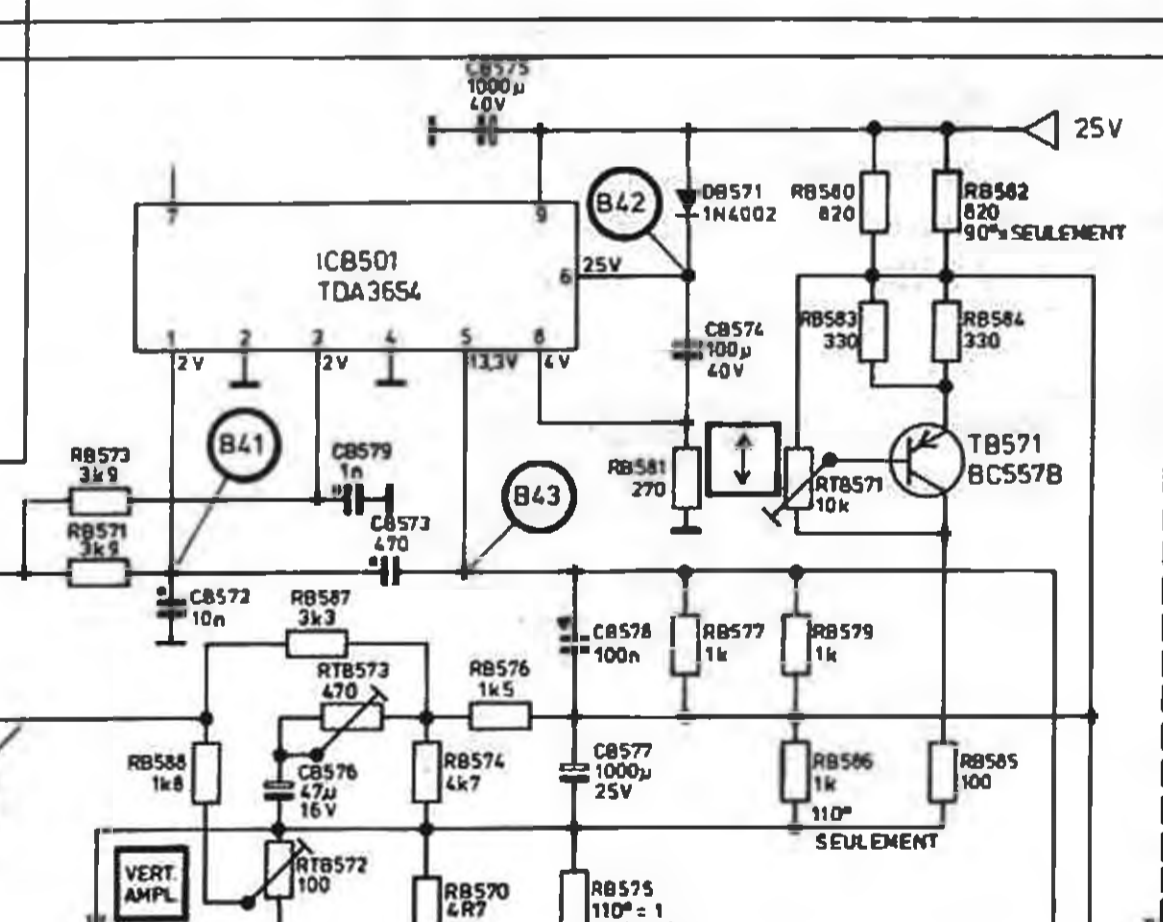 CB575
1000µ
40V
25V
7
9
B42
DB571
1N4002
RB580
820
RB582
820
90°=SEULEMENT
ICB501
TDA3654
6
25V
1
2
3
4
5
8
2V
2V
13,3V
4V
CB574
100µ
40V
RB583
330
RB584
330
B41
RB573
3k9
CB579
1n
B43
RB581
270
RTB571
10k
TB571
BC557B
RB571
3k9
CB573
470
CB572
10n
RB587
3k3
CB578
100n
RB577
1k
RB579
1k
RTB573
470
RB576
1k5
RB588
1k8
CB576
47µ
16V
RB574
4k7
CB577
1000µ
25V
RB586
1k
110°
SEULEMENT
RB585
100
VERT.
AMPL.
RTB572
100
RB570
4R7
RB575
110°=1